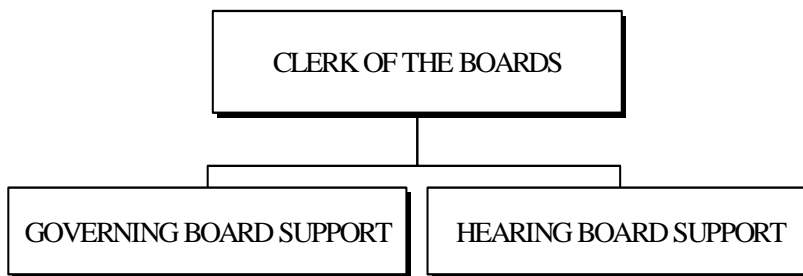 CLERK OF THE BOARDS
GOVERNING BOARD SUPPORT
HEARING BOARD SUPPORT